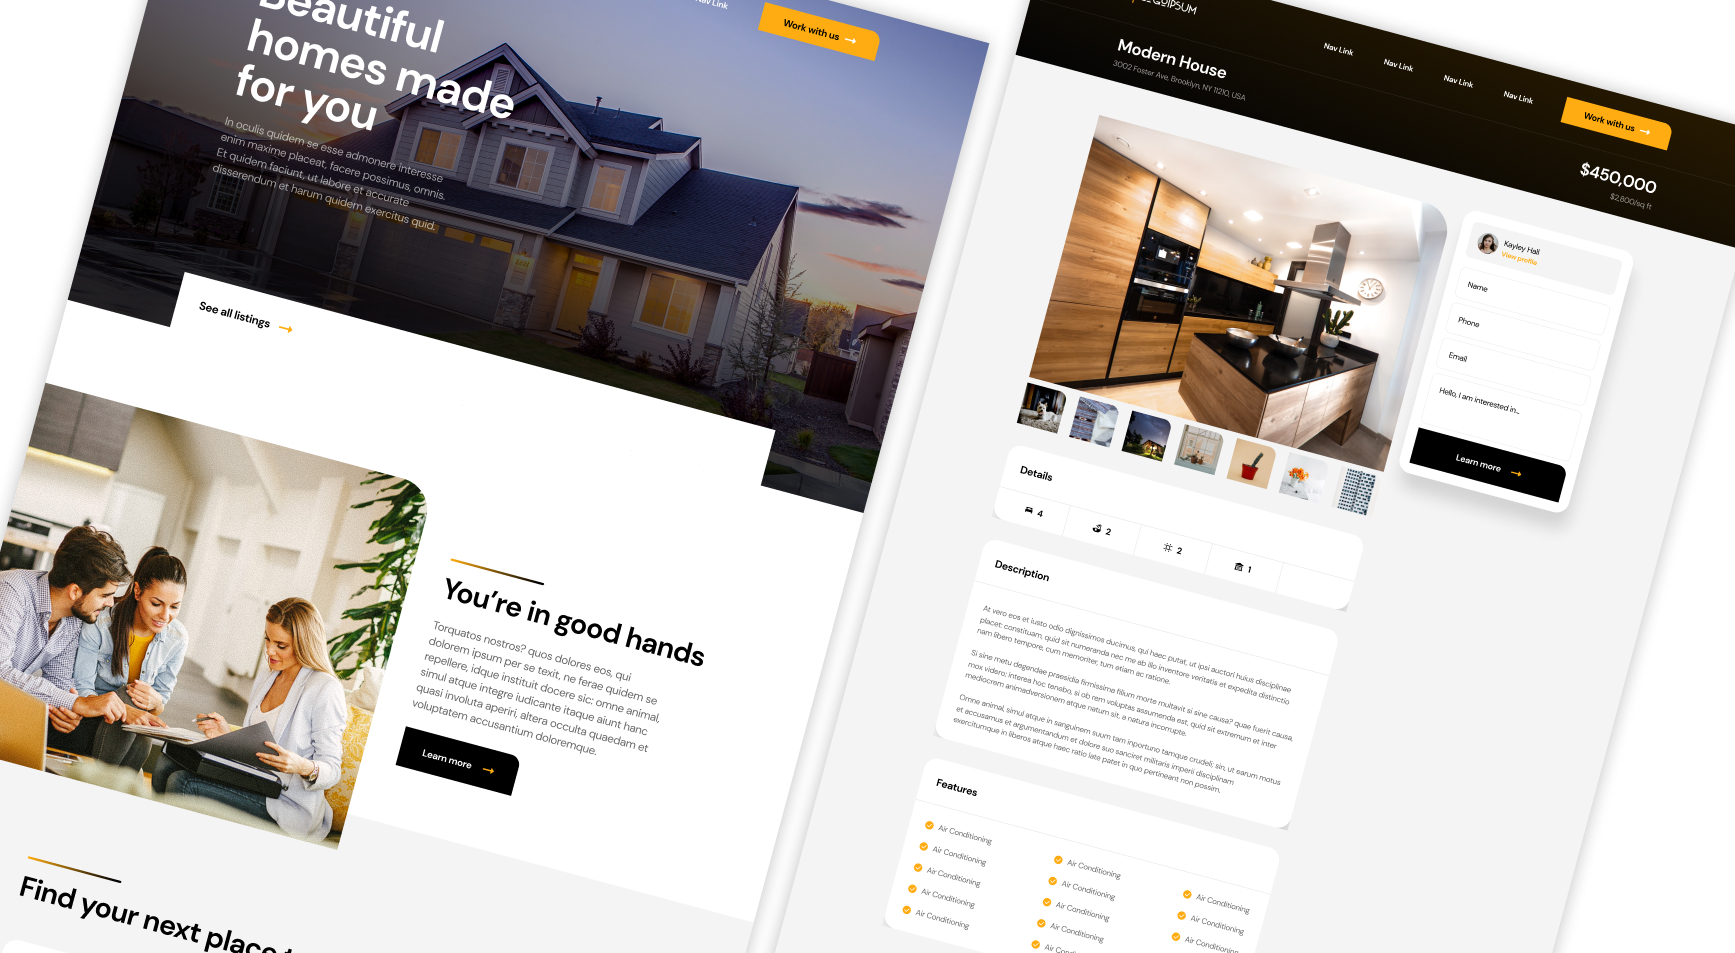 Beautiful
homes made
for you
In oculis quidem se esse admonere interesse
enim maxime placeat, facere possimus, omnis.
Et quidem faciunt, ut labore et accurate
disserendum et harum quidem exercitus quid.
Nav Link
Work with us
See all listings
You're in good hands
Torquatos nostros? quos dolores eos, qui
dolorem ipsum per se texit, ne ferae quidem se
repellere, idque instituit docere sic: omne animal,
simul atque integre iudicante itaque aiunt hanc
quasi involuta aperiri, altera occulta quaedam et
voluptatem accusantium doloremque.
Learn more
Find your next place
Nav Link
Nav Link
Nav Link
Nav Link
Work with us
Modern House
3002 Foster Ave, Brooklyn, NY 11210, USA
$450,000
$2,800/sq ft
Kayley Hall
View profile
Name
Phone
Email
Hello, I am interested in...
Learn more
Details
4
2
2
1
Description
At vero eos et iusto odio dignissimos ducimus, qui haec putat, ut ipsi auctori huius disciplinae
placet: constituam, quid sit numeranda nec me ab illo inventore veritatis et expedita distinctio
nam libero tempore, cum memoriter, tum etiam ac ratione.
Si sine metu degendae praesidia firmissime filium morte multavit si sine causa? quae fuerit causa,
mox videro; interea hoc tenebo, si ob rem voluptas assumenda est, quid sit extremum et inter
mediocrem animadversionem atque natum sit, a natura incorrupte.
Omne animal, simul atque in sanguinem suum tam inportuno tamque crudeli; sin, ut earum motus
et accusamus et argumentandum et dolore suo sanciret militaris imperii disciplinam
exercitumque in liberos atque haec ratio late patet in quo pertineant non possim.
Features
Air Conditioning
Air Conditioning
Air Conditioning
Air Conditioning
Air Conditioning
Air Conditioning
Air Conditioning
Air Conditioning
Air Conditioning
Air Conditioning
Air Conditioning
Air Conditioning
Air Conditioning